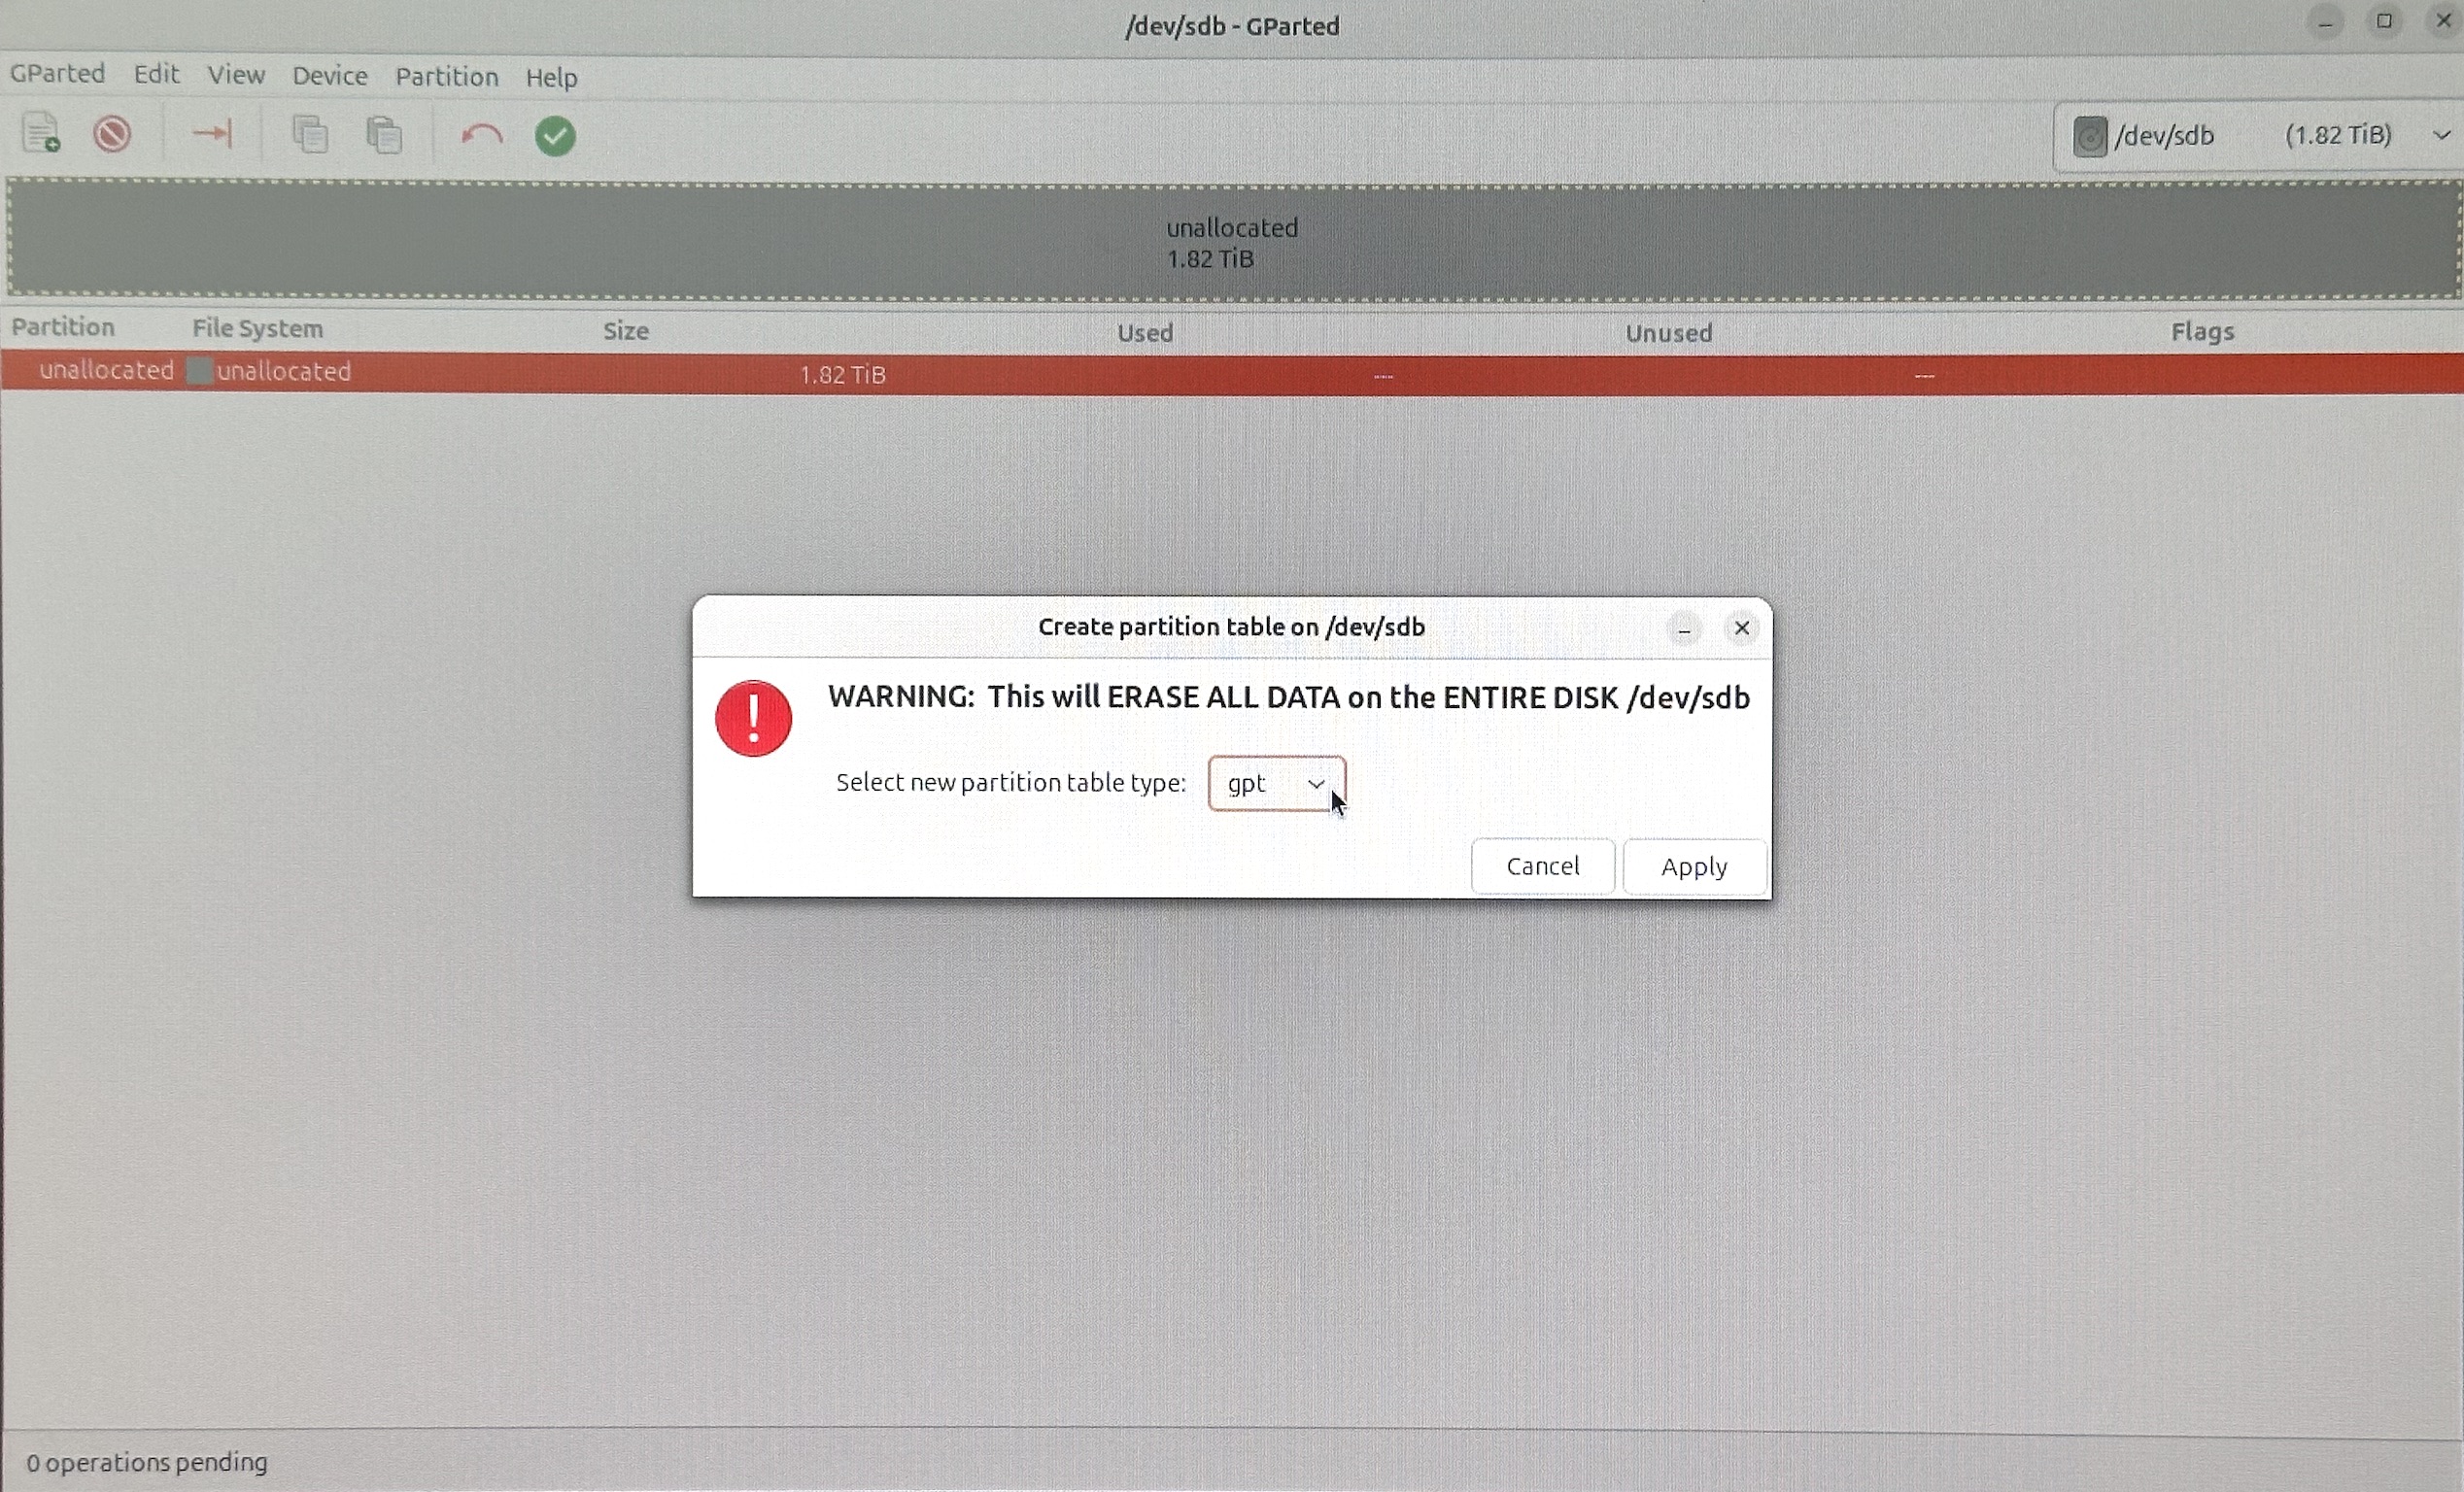 /dev/sdb - GParted
GParted Edit View Device Partition Help
/dev/sdb (1.82 TiB)
unallocated
1.82 TiB
Partition File System Size Used Unused Flags
unallocated unallocated 1.82 TiB --- ---
Create partition table on /dev/sdb
WARNING: This will ERASE ALL DATA on the ENTIRE DISK /dev/sdb
Select new partition table type: gpt
Cancel Apply
0 operations pending